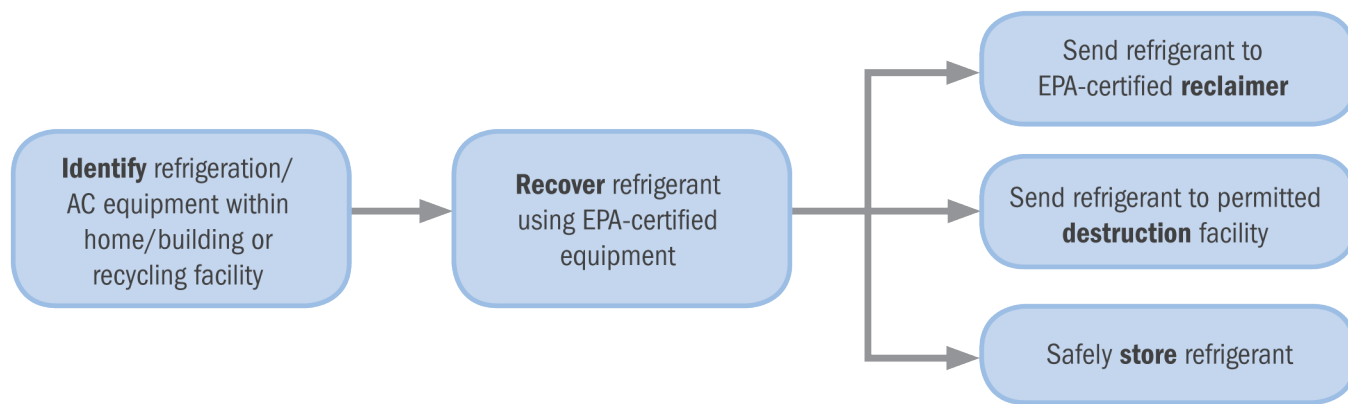 Identify refrigeration/
AC equipment within
home/building or
recycling facility
Recover refrigerant
using EPA-certified
equipment
Send refrigerant to
EPA-certified reclaimer
Send refrigerant to permitted
destruction facility
Safely store refrigerant